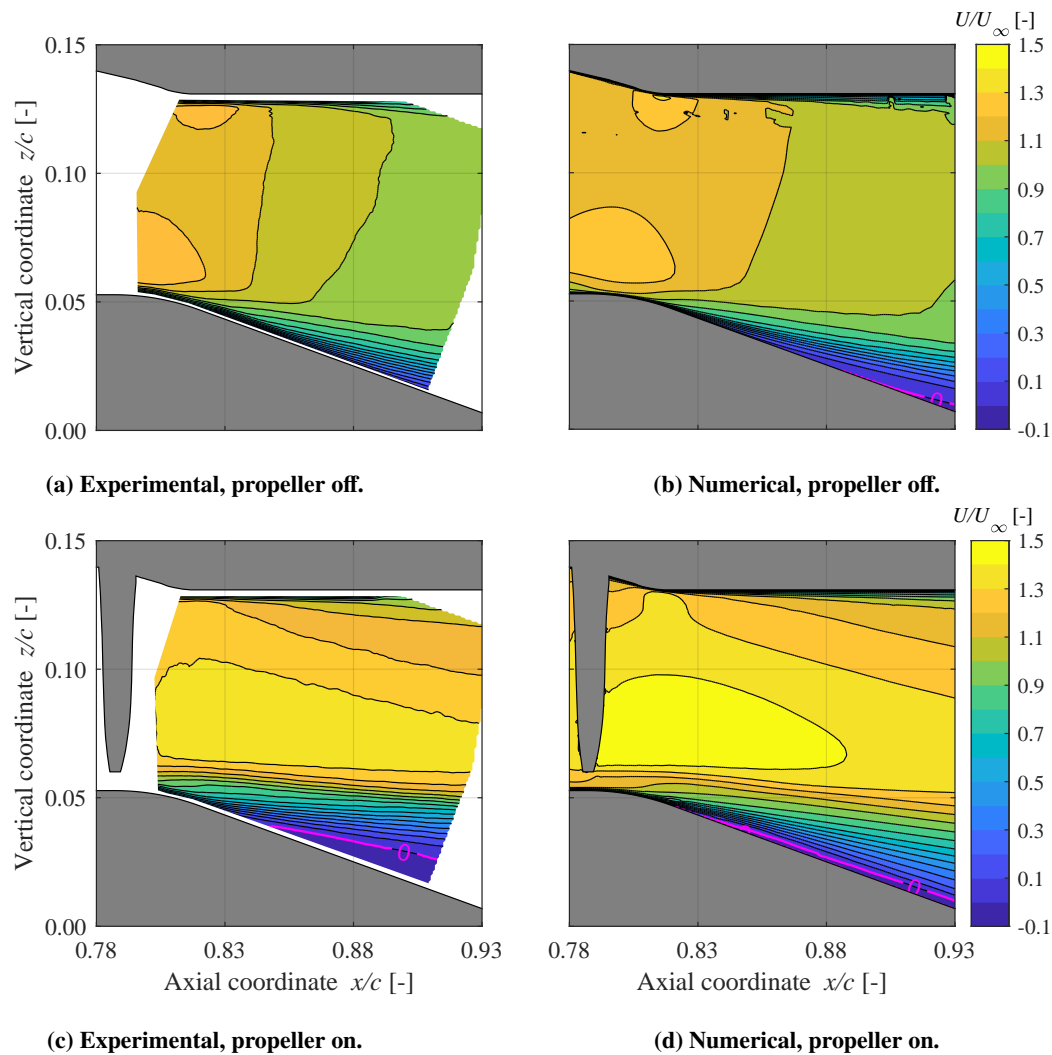 U/U∞ [-]
0.15
0.10
0.05
0.00
Vertical coordinate z/c [-]
0
1.5
1.3
1.1
0.9
0.7
0.5
0.3
0.1
-0.1
(a) Experimental, propeller off.
(b) Numerical, propeller off.
U/U∞ [-]
0.15
0.10
0.05
0.00
Vertical coordinate z/c [-]
0
0
1.5
1.3
1.1
0.9
0.7
0.5
0.3
0.1
-0.1
0.78 0.83 0.88 0.93
0.78 0.83 0.88 0.93
Axial coordinate x/c [-]
Axial coordinate x/c [-]
(c) Experimental, propeller on.
(d) Numerical, propeller on.